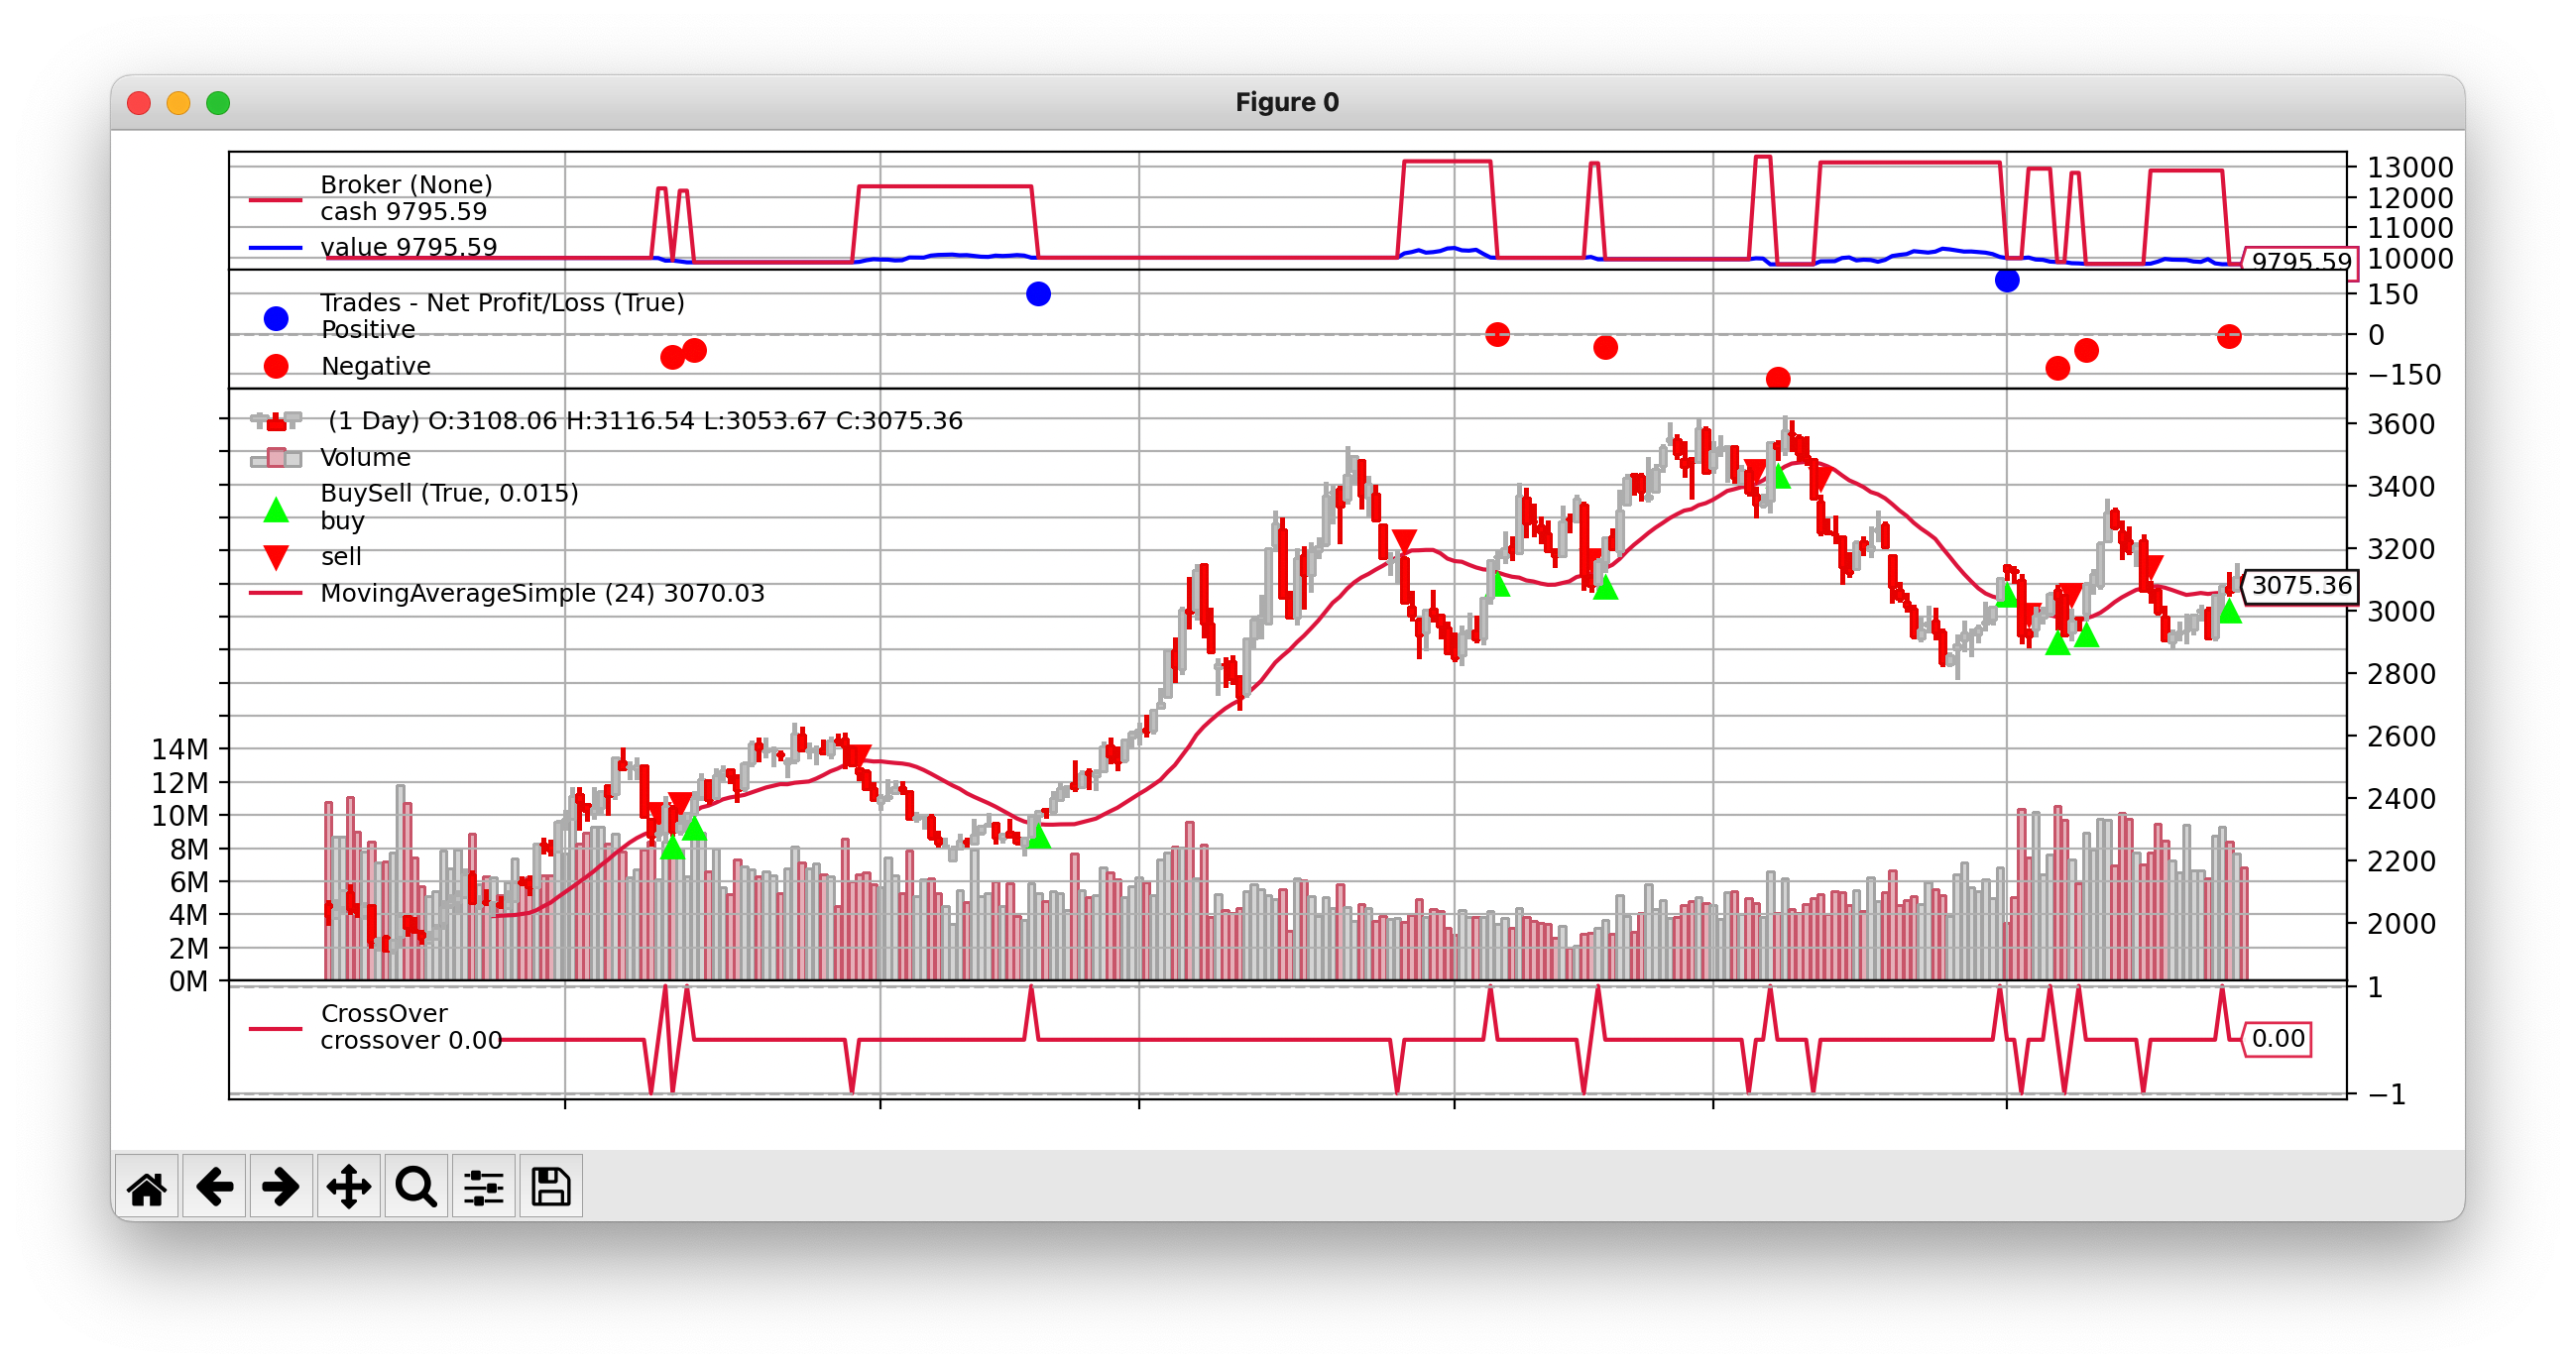 Figure 0
Broker (None)
cash 9795.59
value 9795.59
13000
12000
11000
10000
9795.59
Trades - Net Profit/Loss (True)
Positive
Negative
150
0
−150
(1 Day) O:3108.06 H:3116.54 L:3053.67 C:3075.36
Volume
BuySell (True, 0.015)
buy
sell
MovingAverageSimple (24) 3070.03
3600
3400
3200
3075.36
3000
2800
2600
2400
2200
2000
14M
12M
10M
8M
6M
4M
2M
0M
CrossOver
crossover 0.00
1
0.00
−1